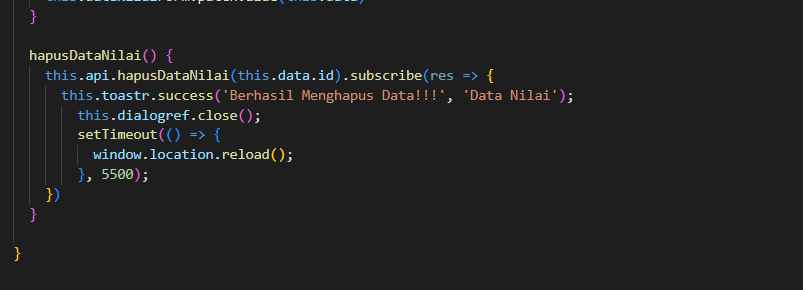 }
hapusDataNilai() {
this.api.hapusDataNilai(this.data.id).subscribe(res => {
this.toastr.success('Berhasil Menghapus Data!!!', 'Data Nilai');
this.dialogref.close();
setTimeout(() => {
window.location.reload();
}, 5500);
})
}
}